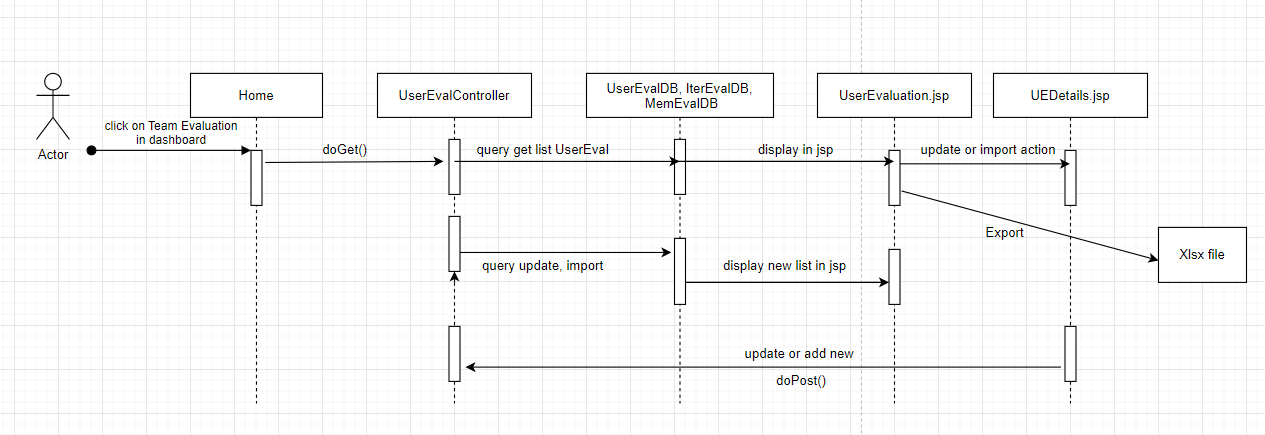 Home
UserEvalController
UserEvalDB, IterEvalDB,
MemEvalDB
UserEvaluation.jsp
UEDetails.jsp
Actor
click on Team Evaluation
in dashboard
doGet()
query get list UserEval
display in jsp
update or import action
Export
Xlsx file
query update, import
display new list in jsp
update or add new
doPost()